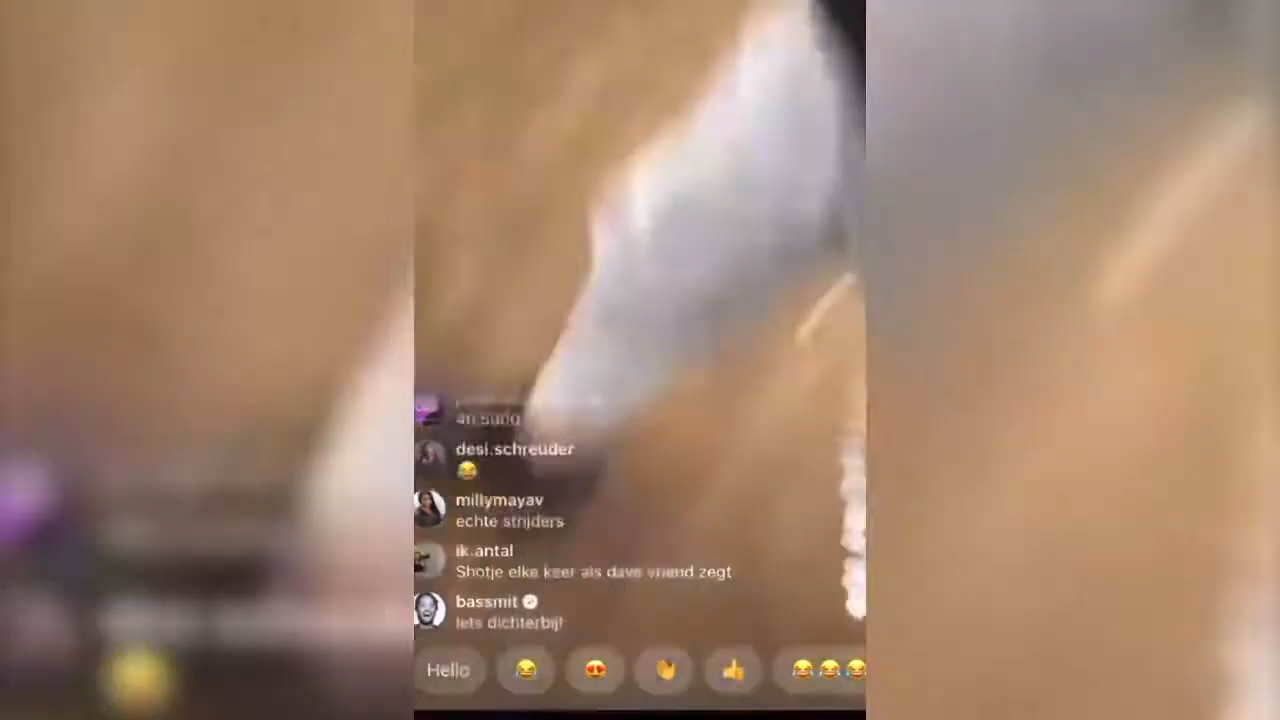 desi.schreuder
😂
millymayav
echte strijders
ik.antal
Shotje elke keer als dave vriend zegt
bassmit
Iets dichterbij!
Hello 😂 😍 👏 👍 😂😂😂